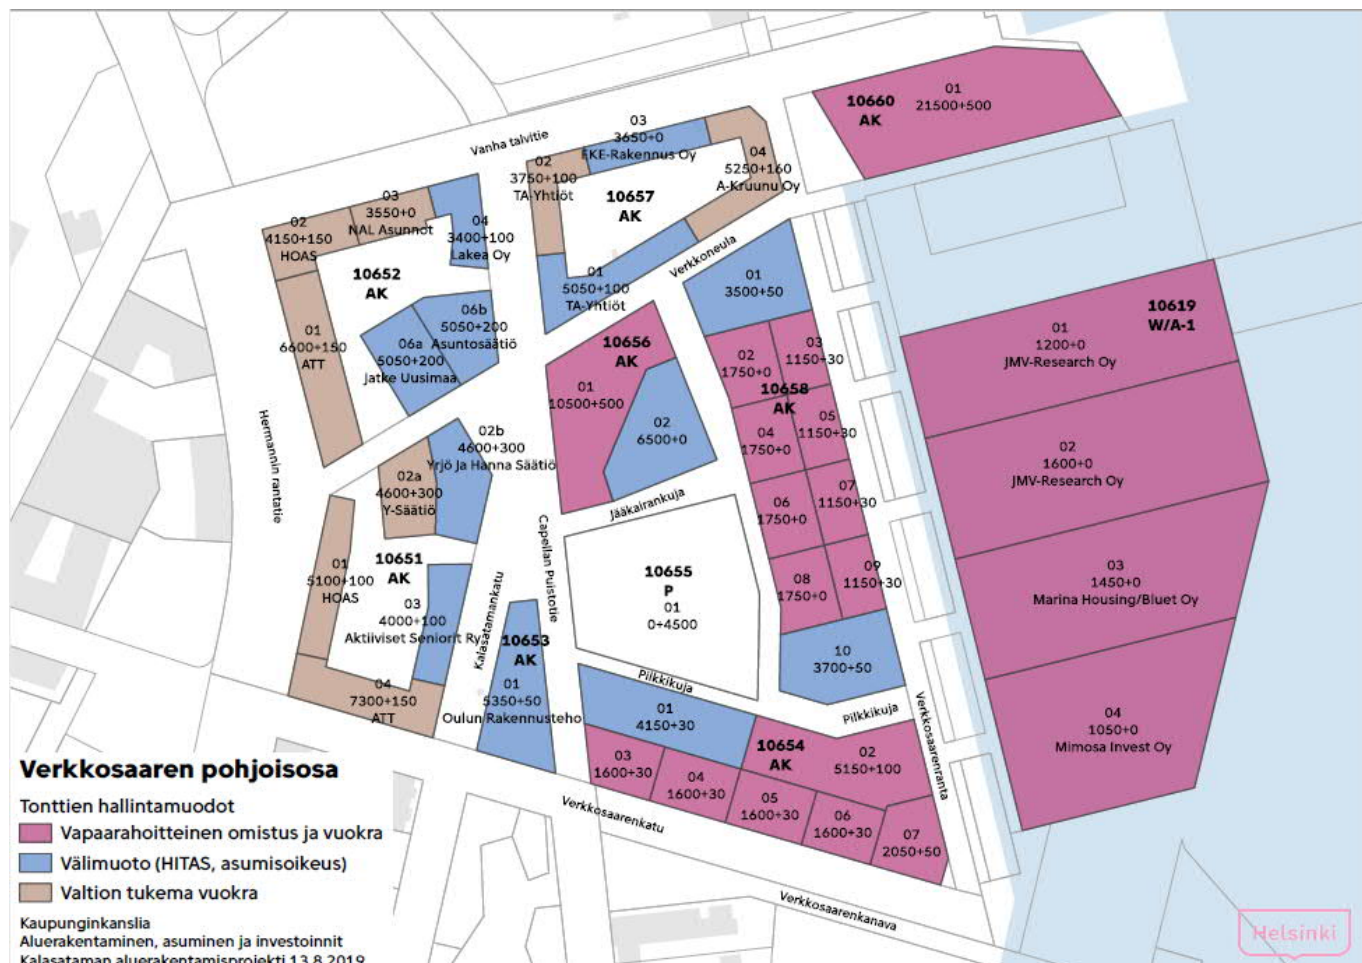 10660
AK
01
21500+500
Vanha talvitie
03
3650+0
EKE-Rakennus Oy
02
3750+100
TA-Yhtiöt
04
5250+160
A-Kruunu Oy
10657
AK
01
5050+100
TA-Yhtiöt
Verkkoneula
02
4150+150
HOAS
03
3550+0
NAL Asunnot
04
3400+100
Lakea Oy
10652
AK
01
6600+150
ATT
06b
5050+200
Asuntosäätiö
06a
5050+200
Jatke Uusimaa
01
3500+50
10656
AK
01
10500+500
02
6500+0
02
1750+0
03
1150+30
10658
AK
04
1750+0
05
1150+30
06
1750+0
07
1150+30
08
1750+0
09
1150+30
10
3700+50
10619
W/A-1
01
1200+0
JMV-Research Oy
02
1600+0
JMV-Research Oy
03
1450+0
Marina Housing/Bluet Oy
04
1050+0
Mimosa Invest Oy
Hermannin rantatie
02b
4600+300
Yrjö ja Hanna Säätiö
02a
4600+300
Y-Säätiö
10651
AK
01
5100+100
HOAS
03
4000+100
Aktiiviset Seniorit Ry
04
7300+150
ATT
Kalasatamankatu
Capellan Puistotie
Jääkairankuja
10655
P
01
0+4500
10653
AK
01
5350+50
Oulun Rakennusteho
Pilkkikuja
Pilkkikuja
Verkkosaarenranta
01
4150+30
10654
AK
02
5150+100
03
1600+30
04
1600+30
05
1600+30
06
1600+30
07
2050+50
Verkkosaarenkatu
Verkkosaarenkanava
Verkkosaaren pohjoisosa
Tonttien hallintamuodot
Vapaarahoitteinen omistus ja vuokra
Välimuoto (HITAS, asumisoikeus)
Valtion tukema vuokra
Kaupunginkanslia
Aluerakentaminen, asuminen ja investoinnit
Kalasataman aluerakentamisprojekti 13.8.2019
Helsinki